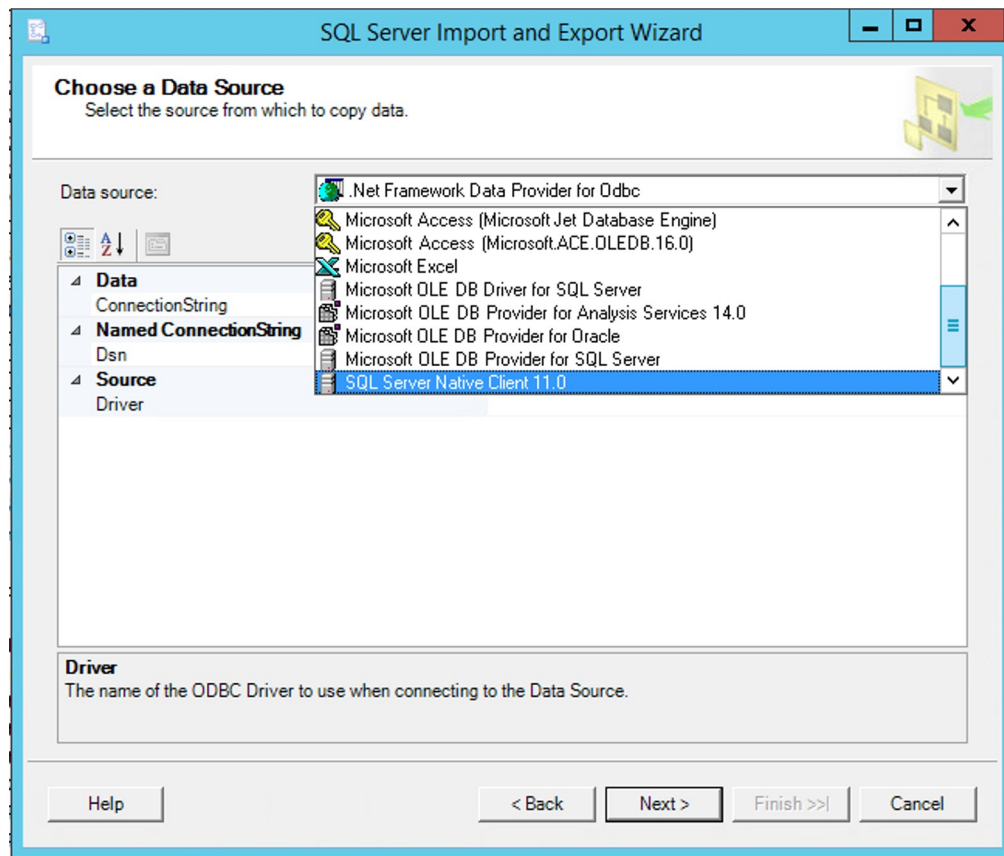 SQL Server Import and Export Wizard
Choose a Data Source
Select the source from which to copy data.
Data source:
.Net Framework Data Provider for Odbc
Microsoft Access (Microsoft Jet Database Engine)
Microsoft Access (Microsoft.ACE.OLEDB.16.0)
Microsoft Excel
Microsoft OLE DB Driver for SQL Server
Microsoft OLE DB Provider for Analysis Services 14.0
Microsoft OLE DB Provider for Oracle
Microsoft OLE DB Provider for SQL Server
SQL Server Native Client 11.0
Data
ConnectionString
Named ConnectionString
Dsn
Source
Driver
Driver
The name of the ODBC Driver to use when connecting to the Data Source.
Help
< Back
Next >
Finish >>|
Cancel